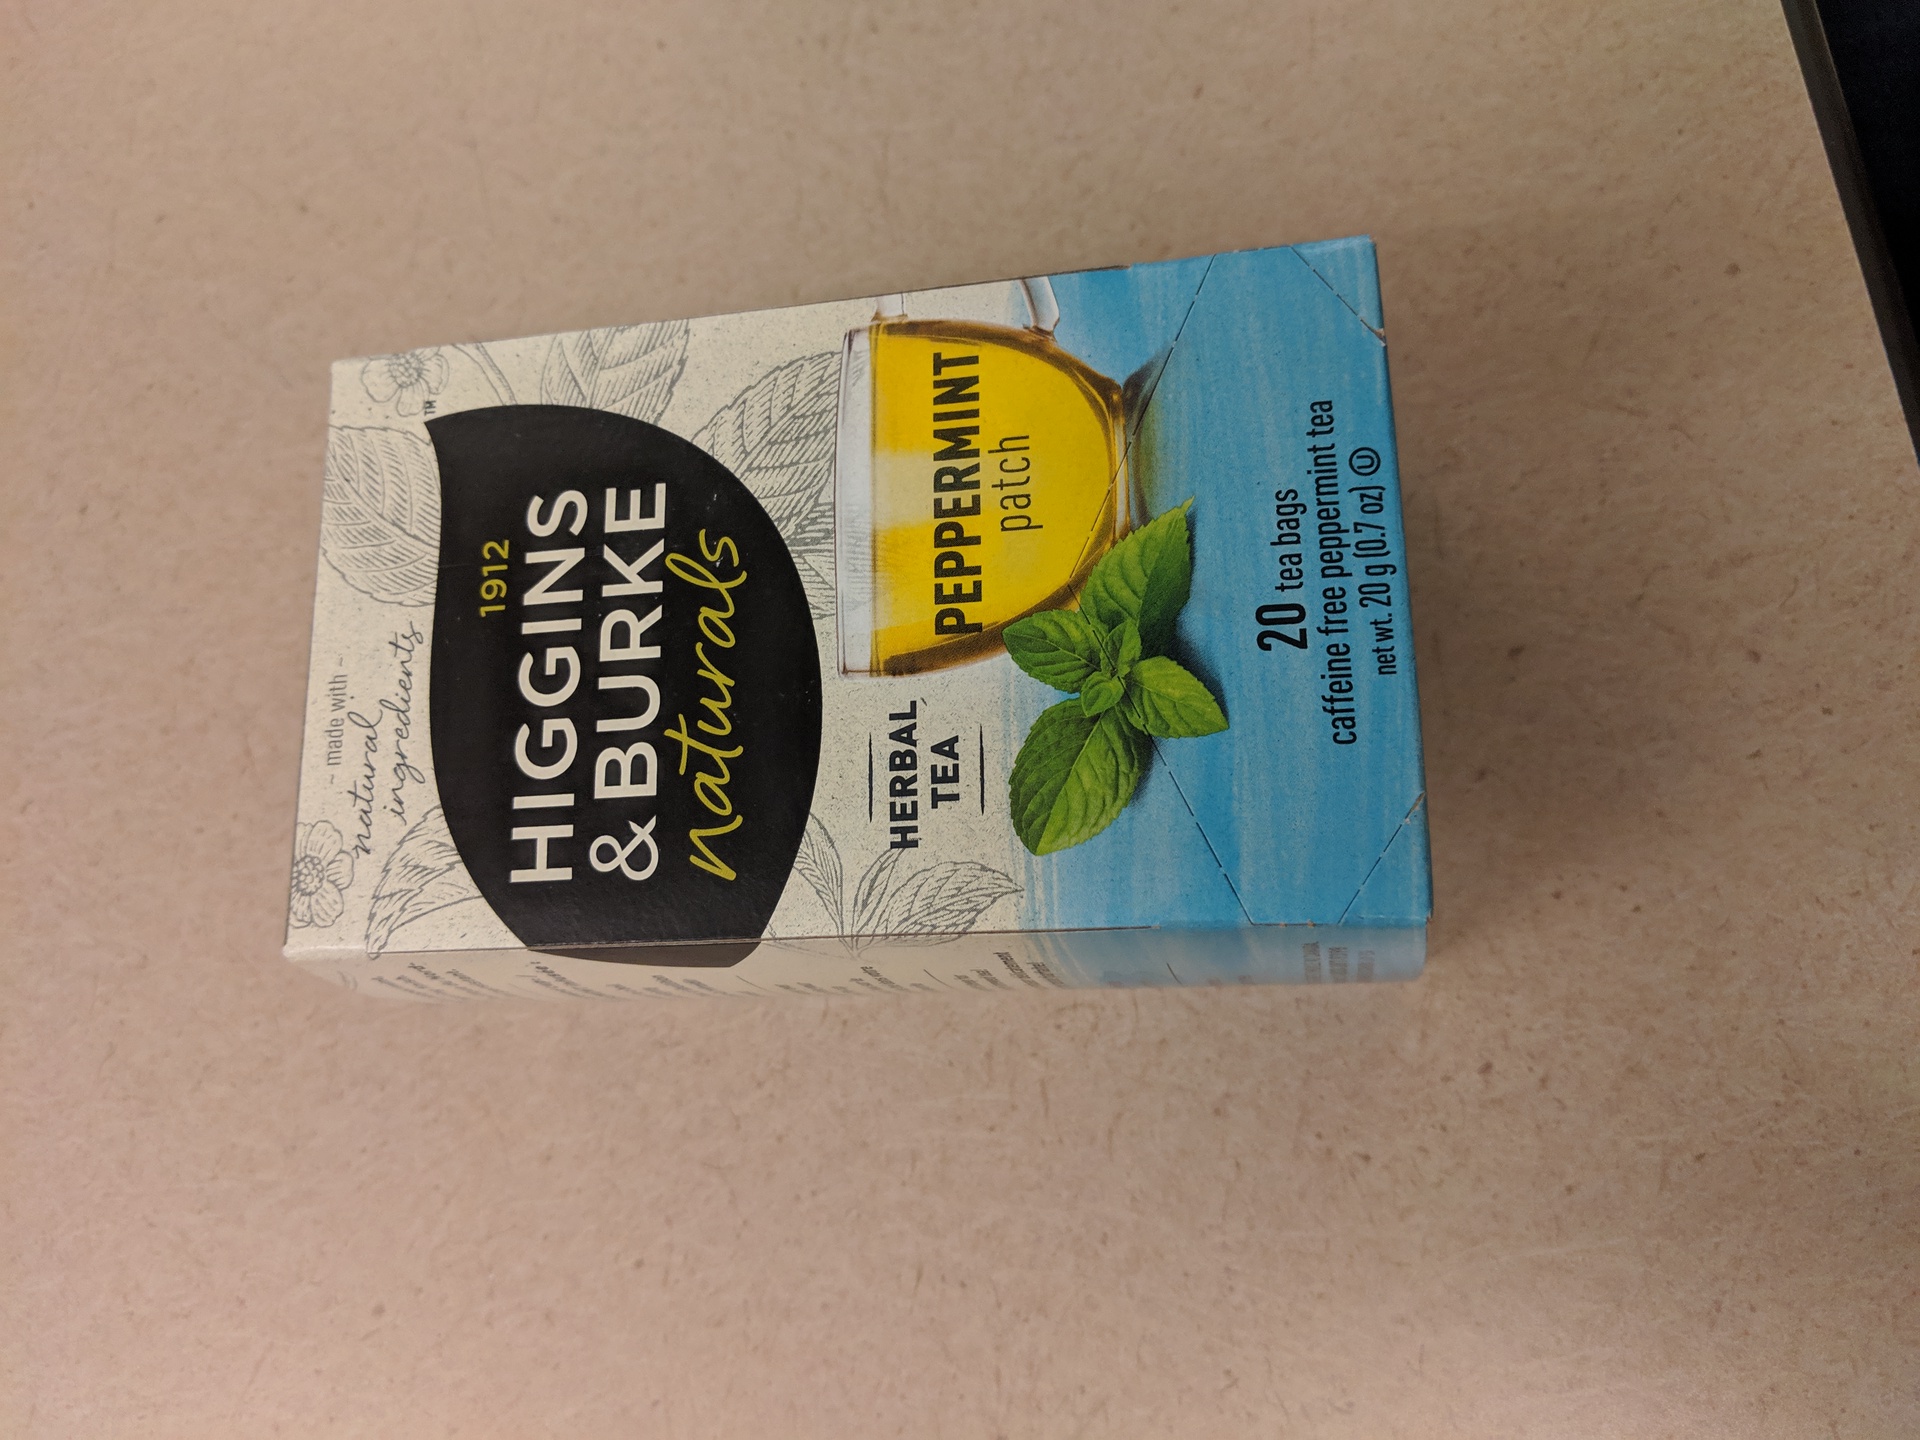 ~ made with ~
natural
ingredients
1912
HIGGINS
& BURKE
naturals
TM
HERBAL
TEA
PEPPERMINT
patch
20 tea bags
caffeine free peppermint tea
net wt. 20 g (0.7 oz) U